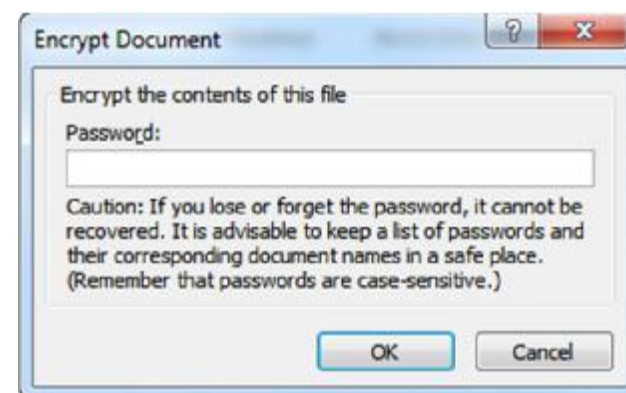 Encrypt Document
Encrypt the contents of this file
Password:
Caution: If you lose or forget the password, it cannot be
recovered. It is advisable to keep a list of passwords and
their corresponding document names in a safe place.
(Remember that passwords are case-sensitive.)
OK Cancel